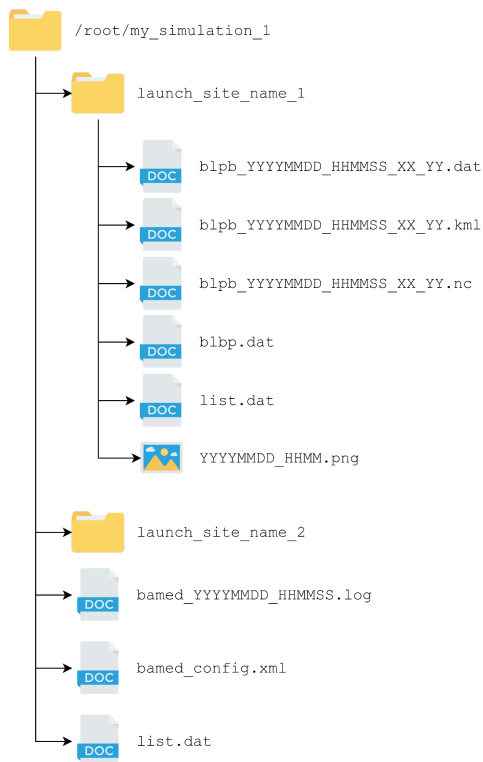 /root/my_simulation_1
launch_site_name_1
DOC blpb_YYYYMMDD_HHMMSS_XX_YY.dat
DOC blpb_YYYYMMDD_HHMMSS_XX_YY.kml
DOC blpb_YYYYMMDD_HHMMSS_XX_YY.nc
DOC blbp.dat
DOC list.dat
YYYYMMDD_HHMM.png
launch_site_name_2
DOC bamed_YYYYMMDD_HHMMSS.log
DOC bamed_config.xml
DOC list.dat